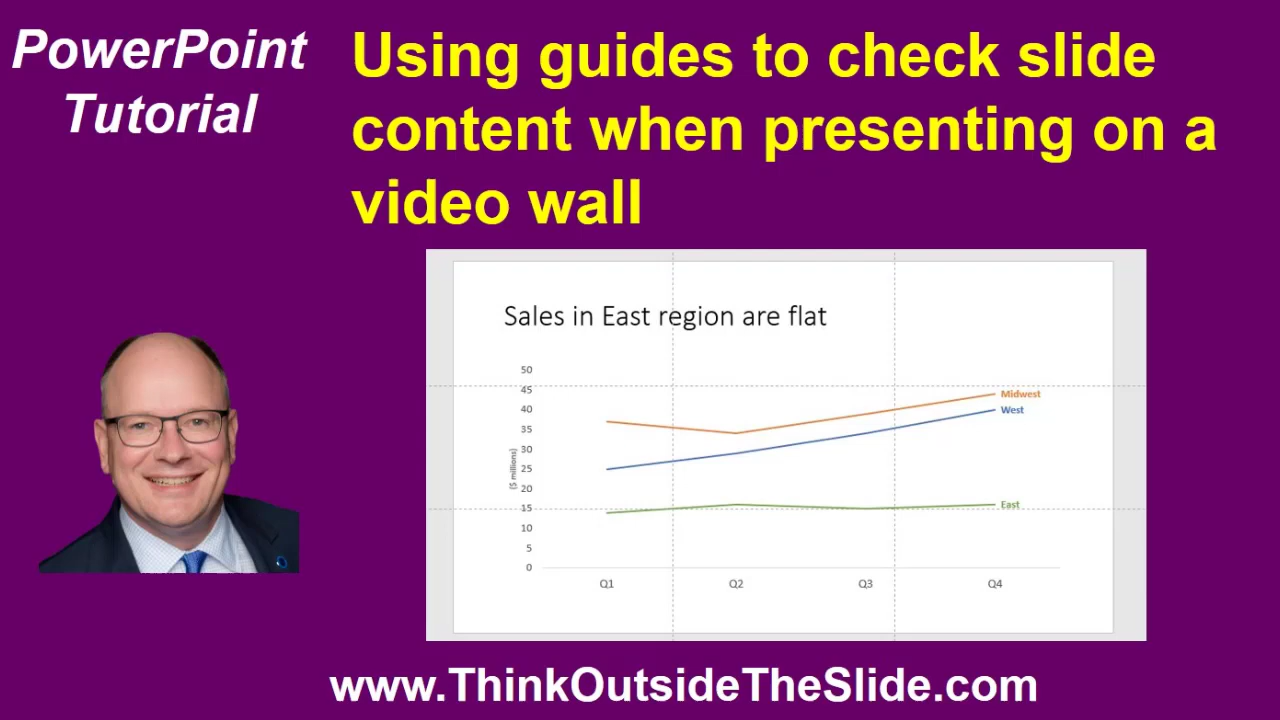 PowerPoint
Tutorial
Using guides to check slide
content when presenting on a
video wall
Sales in East region are flat
50
45
40
35
30
25
20
15
10
5
0
($ millions)
Midwest
West
East
Q1 Q2 Q3 Q4
www.ThinkOutsideTheSlide.com